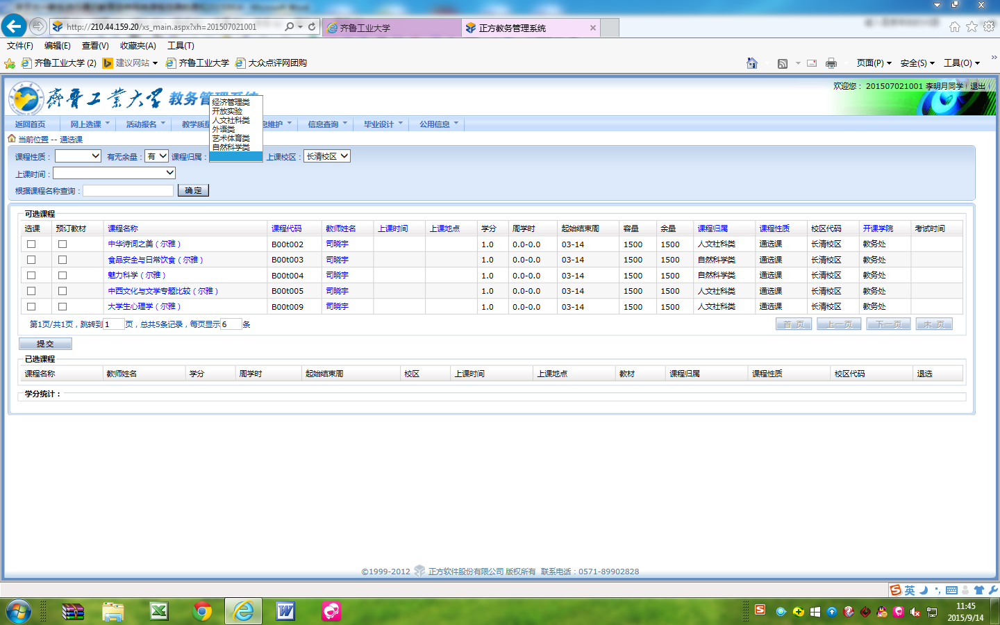 http://210.44.159.20/xs_main.aspx?xh=201507021001
齐鲁工业大学
正方教务管理系统
文件(F) 编辑(E) 查看(V) 收藏夹(A) 工具(T)
齐鲁工业大学 (2) 建议网站 齐鲁工业大学 大众点评网团购
页面(P) 安全(S) 工具(O)
齐鲁工业大学 教务管理系统
欢迎您： 201507021001 李明月同学 退出
返回首页 网上选课 活动报名 教学质 息维护 信息查询 毕业设计 公用信息
当前位置 -- 通选课
经济管理类
开放实验
人文社科类
外语类
艺术体育类
自然科学类
课程性质： 有无余量：有 课程归属： 上课校区：长清校区
上课时间：
根据课程名称查询： 确 定
可选课程
选课 预订教材 课程名称 课程代码 教师姓名 上课时间 上课地点 学分 周学时 起始结束周 容量 余量 课程归属 课程性质 校区代码 开课学院 考试时间
中华诗词之美（尔雅） B00t002 司晓宇 1.0 0.0-0.0 03-14 1500 1500 人文社科类 通选课 长清校区 教务处
食品安全与日常饮食（尔雅） B00t003 司晓宇 1.0 0.0-0.0 03-14 1500 1500 自然科学类 通选课 长清校区 教务处
魅力科学（尔雅） B00t004 司晓宇 1.0 0.0-0.0 03-14 1500 1500 自然科学类 通选课 长清校区 教务处
中西文化与文学专题比较（尔雅） B00t005 司晓宇 1.0 0.0-0.0 03-14 1500 1500 人文社科类 通选课 长清校区 教务处
大学生心理学（尔雅） B00t009 司晓宇 1.0 0.0-0.0 03-14 1500 1500 人文社科类 通选课 长清校区 教务处
第1页/共1页，跳转到 1 页，总共5条记录，每页显示 6 条 首 页 上一页 下一页 末 页
提 交
已选课程
课程名称 教师姓名 学分 周学时 起始结束周 校区 上课时间 上课地点 教材 课程归属 课程性质 校区代码 退选
学分统计：
©1999-2012 正方软件股份有限公司 版权所有 联系电话：0571-89902828
英
11:45
2015/9/14